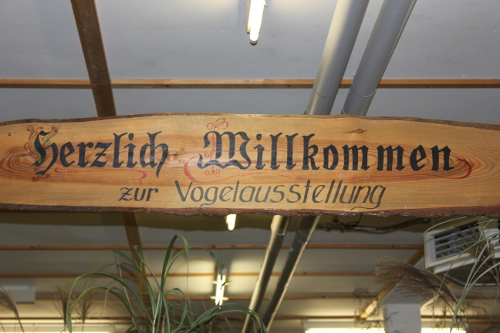 Herzlich Willkommen
zur Vogelausstellung